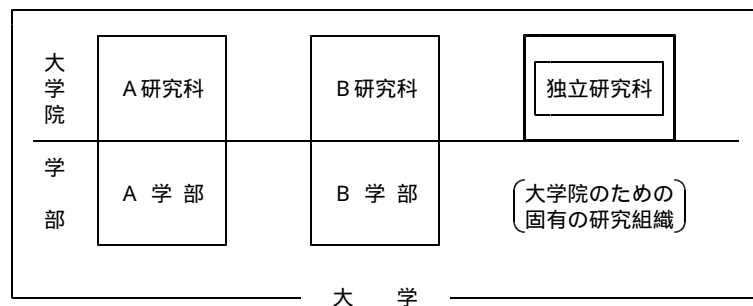 大学院
A研究科
B研究科
独立研究科
学部
A 学 部
B 学 部
大学院のための
固有の研究組織
大 学